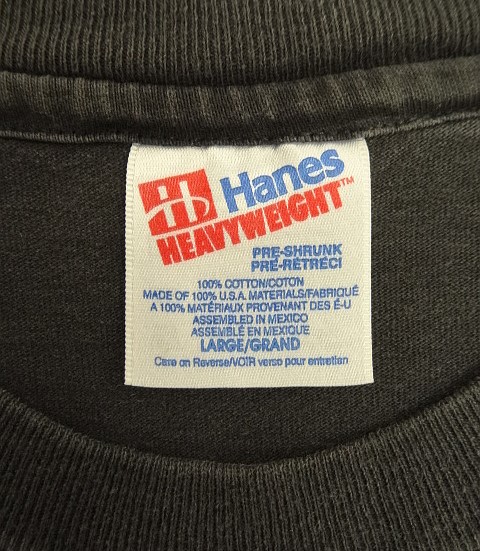 Hanes
HEAVYWEIGHT™
PRE-SHRUNK
PRÉ-RÉTRÉCI
100% COTTON/COTON
MADE OF 100% U.S.A. MATERIALS/FABRIQUÉ
A 100% MATÉRIAUX PROVENANT DES É-U
ASSEMBLED IN MEXICO
ASSEMBLÉ EN MEXIQUE
LARGE/GRAND
Care on Reverse/VOIR verso pour entretien